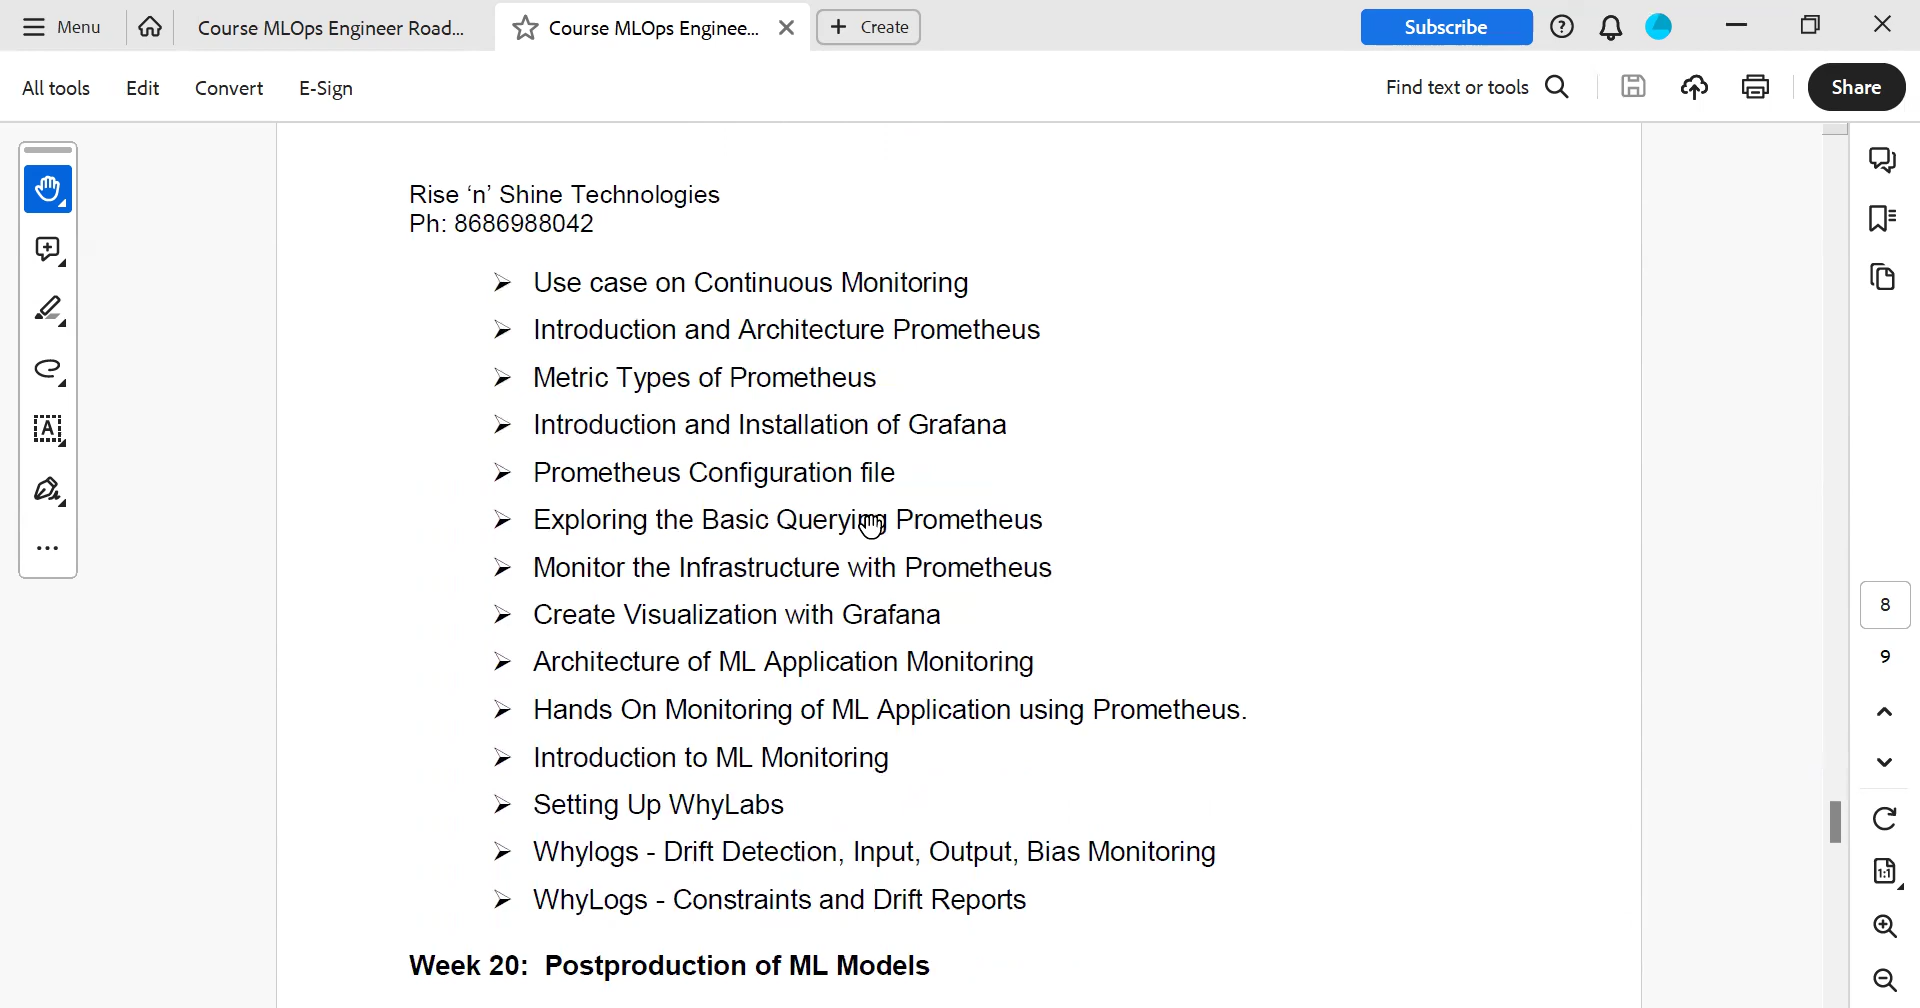 Menu
Course MLOps Engineer Road...
Course MLOps Enginee...
Create
Subscribe
All tools
Edit
Convert
E-Sign
Find text or tools
Share
Rise ‘n’ Shine Technologies
Ph: 8686988042
➢ Use case on Continuous Monitoring
➢ Introduction and Architecture Prometheus
➢ Metric Types of Prometheus
➢ Introduction and Installation of Grafana
➢ Prometheus Configuration file
➢ Exploring the Basic Querying Prometheus
➢ Monitor the Infrastructure with Prometheus
➢ Create Visualization with Grafana
➢ Architecture of ML Application Monitoring
➢ Hands On Monitoring of ML Application using Prometheus.
➢ Introduction to ML Monitoring
➢ Setting Up WhyLabs
➢ Whylogs - Drift Detection, Input, Output, Bias Monitoring
➢ WhyLogs - Constraints and Drift Reports
Week 20: Postproduction of ML Models
8
9
1:1